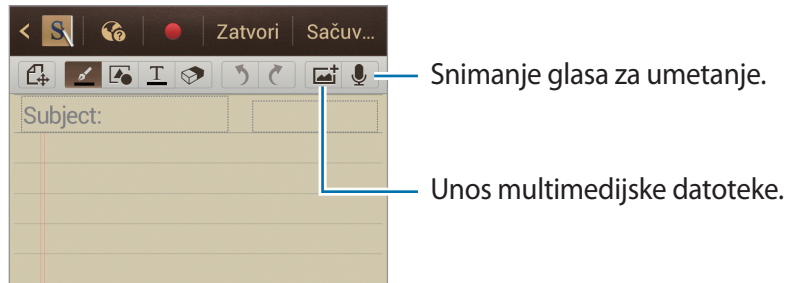 Zatvori Sačuv...
Snimanje glasa za umetanje.
Subject:
Unos multimedijske datoteke.